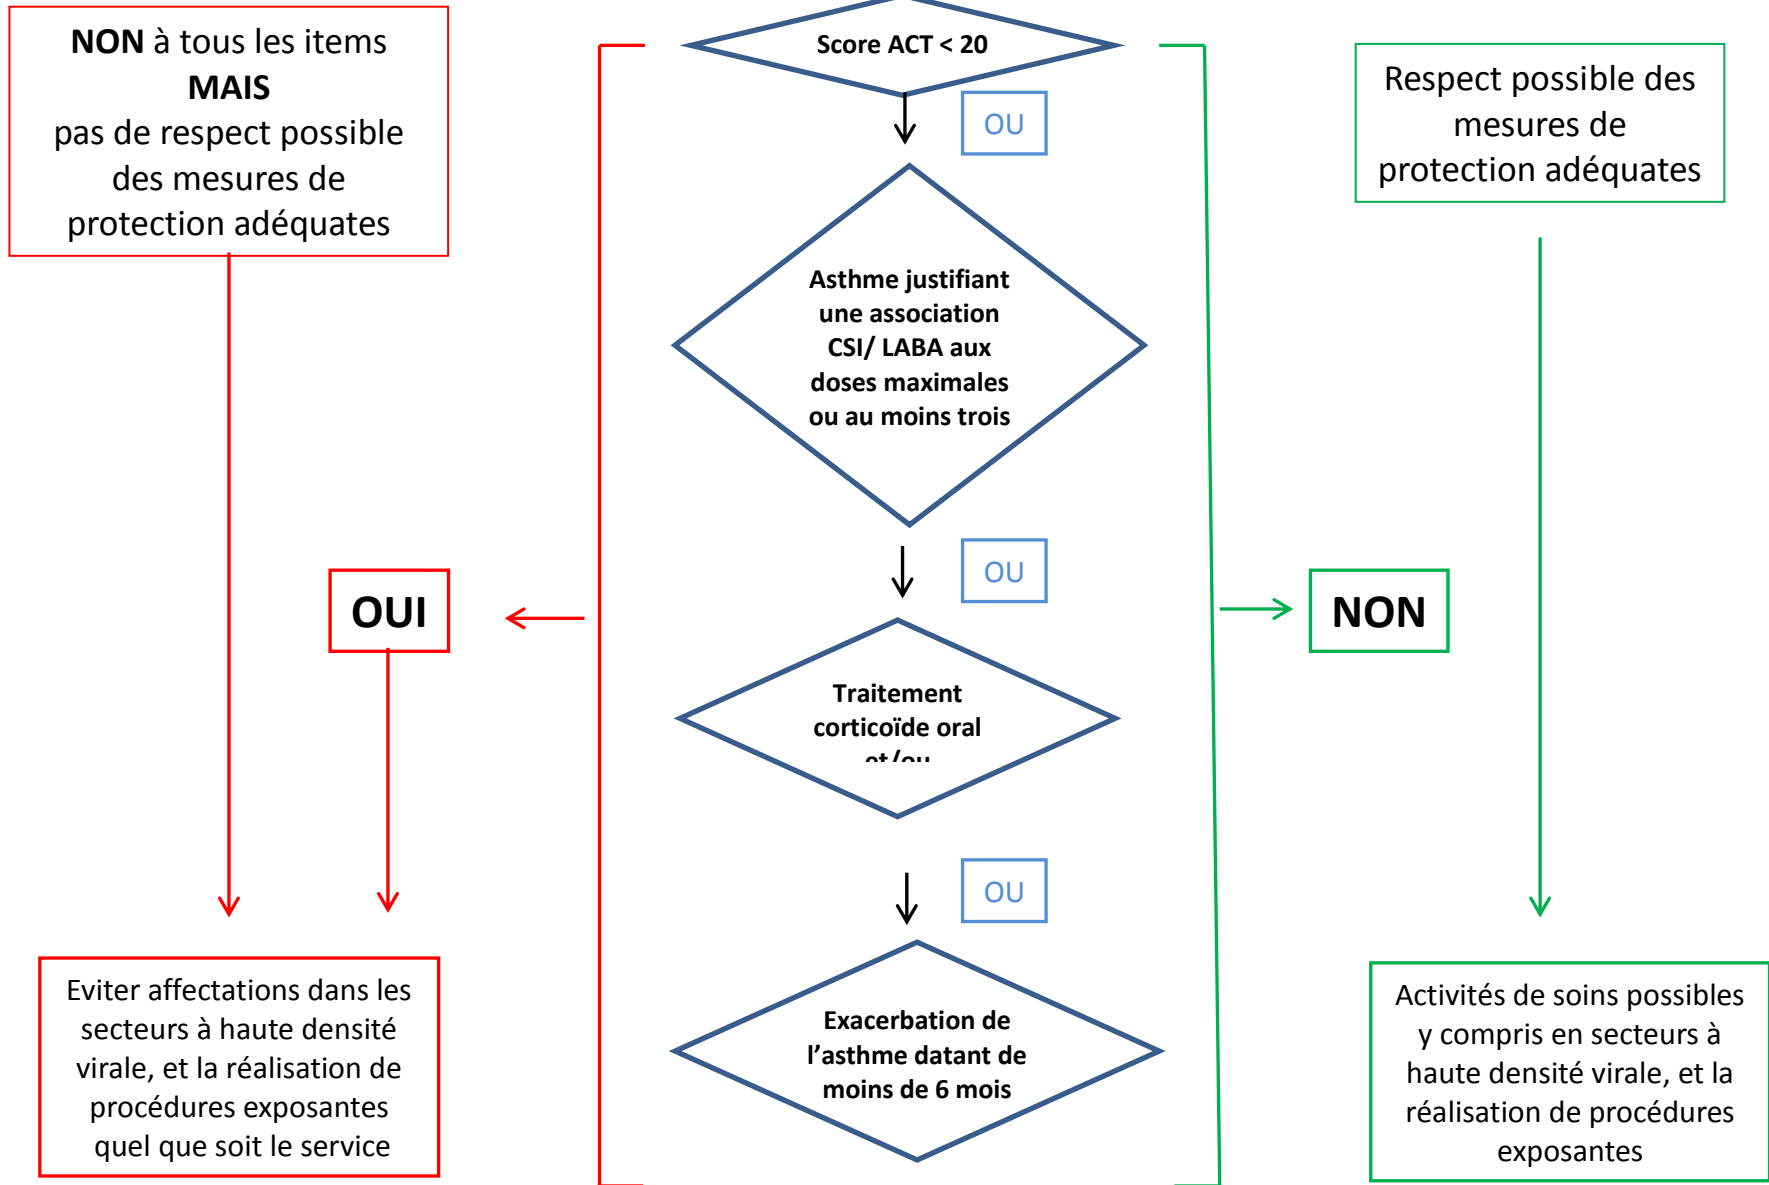 NON à tous les items
MAIS
pas de respect possible
des mesures de
protection adéquates
Score ACT < 20
Respect possible des
mesures de
protection adéquates
OU
Asthme justifiant
une association
CSI/ LABA aux
doses maximales
ou au moins trois
OU
OUI
NON
Traitement
corticoïde oral
et/ou
OU
Exacerbation de
l’asthme datant de
moins de 6 mois
Eviter affectations dans les
secteurs à haute densité
virale, et la réalisation de
procédures exposantes
quel que soit le service
Activités de soins possibles
y compris en secteurs à
haute densité virale, et la
réalisation de procédures
exposantes